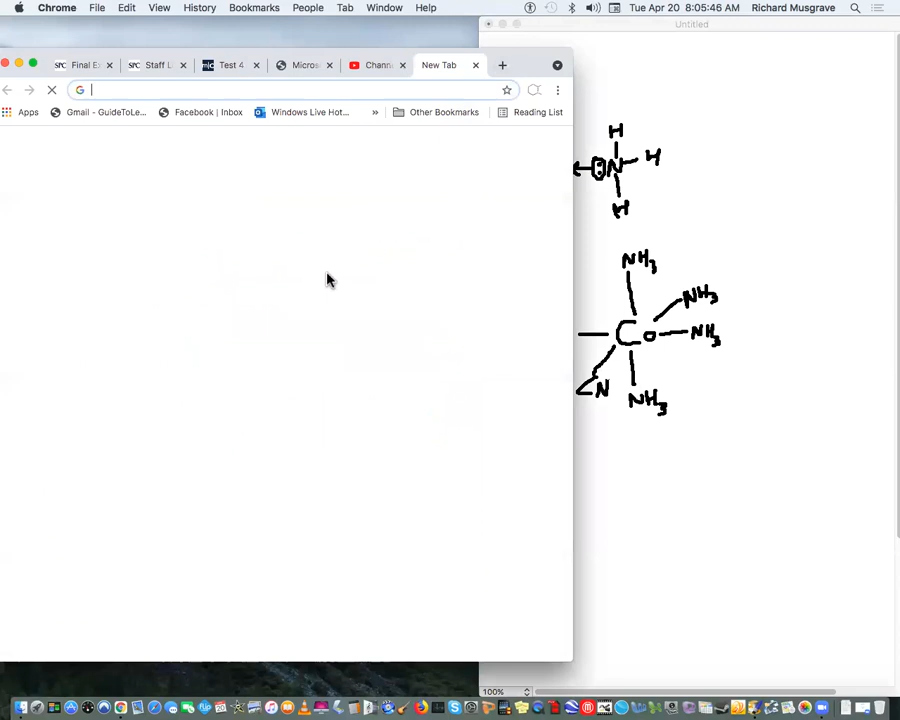 Chrome File Edit View History Bookmarks People Tab Window Help Tue Apr 20 8:05:46 AM Richard Musgrave
Untitled
Final Ex Staff Li Test 4 Micros Chann New Tab
Apps Gmail - GuideToLe... Facebook | Inbox Windows Live Hot... » Other Bookmarks Reading List
H
N H
H
NH3
NH3
Co NH3
N NH3
100%